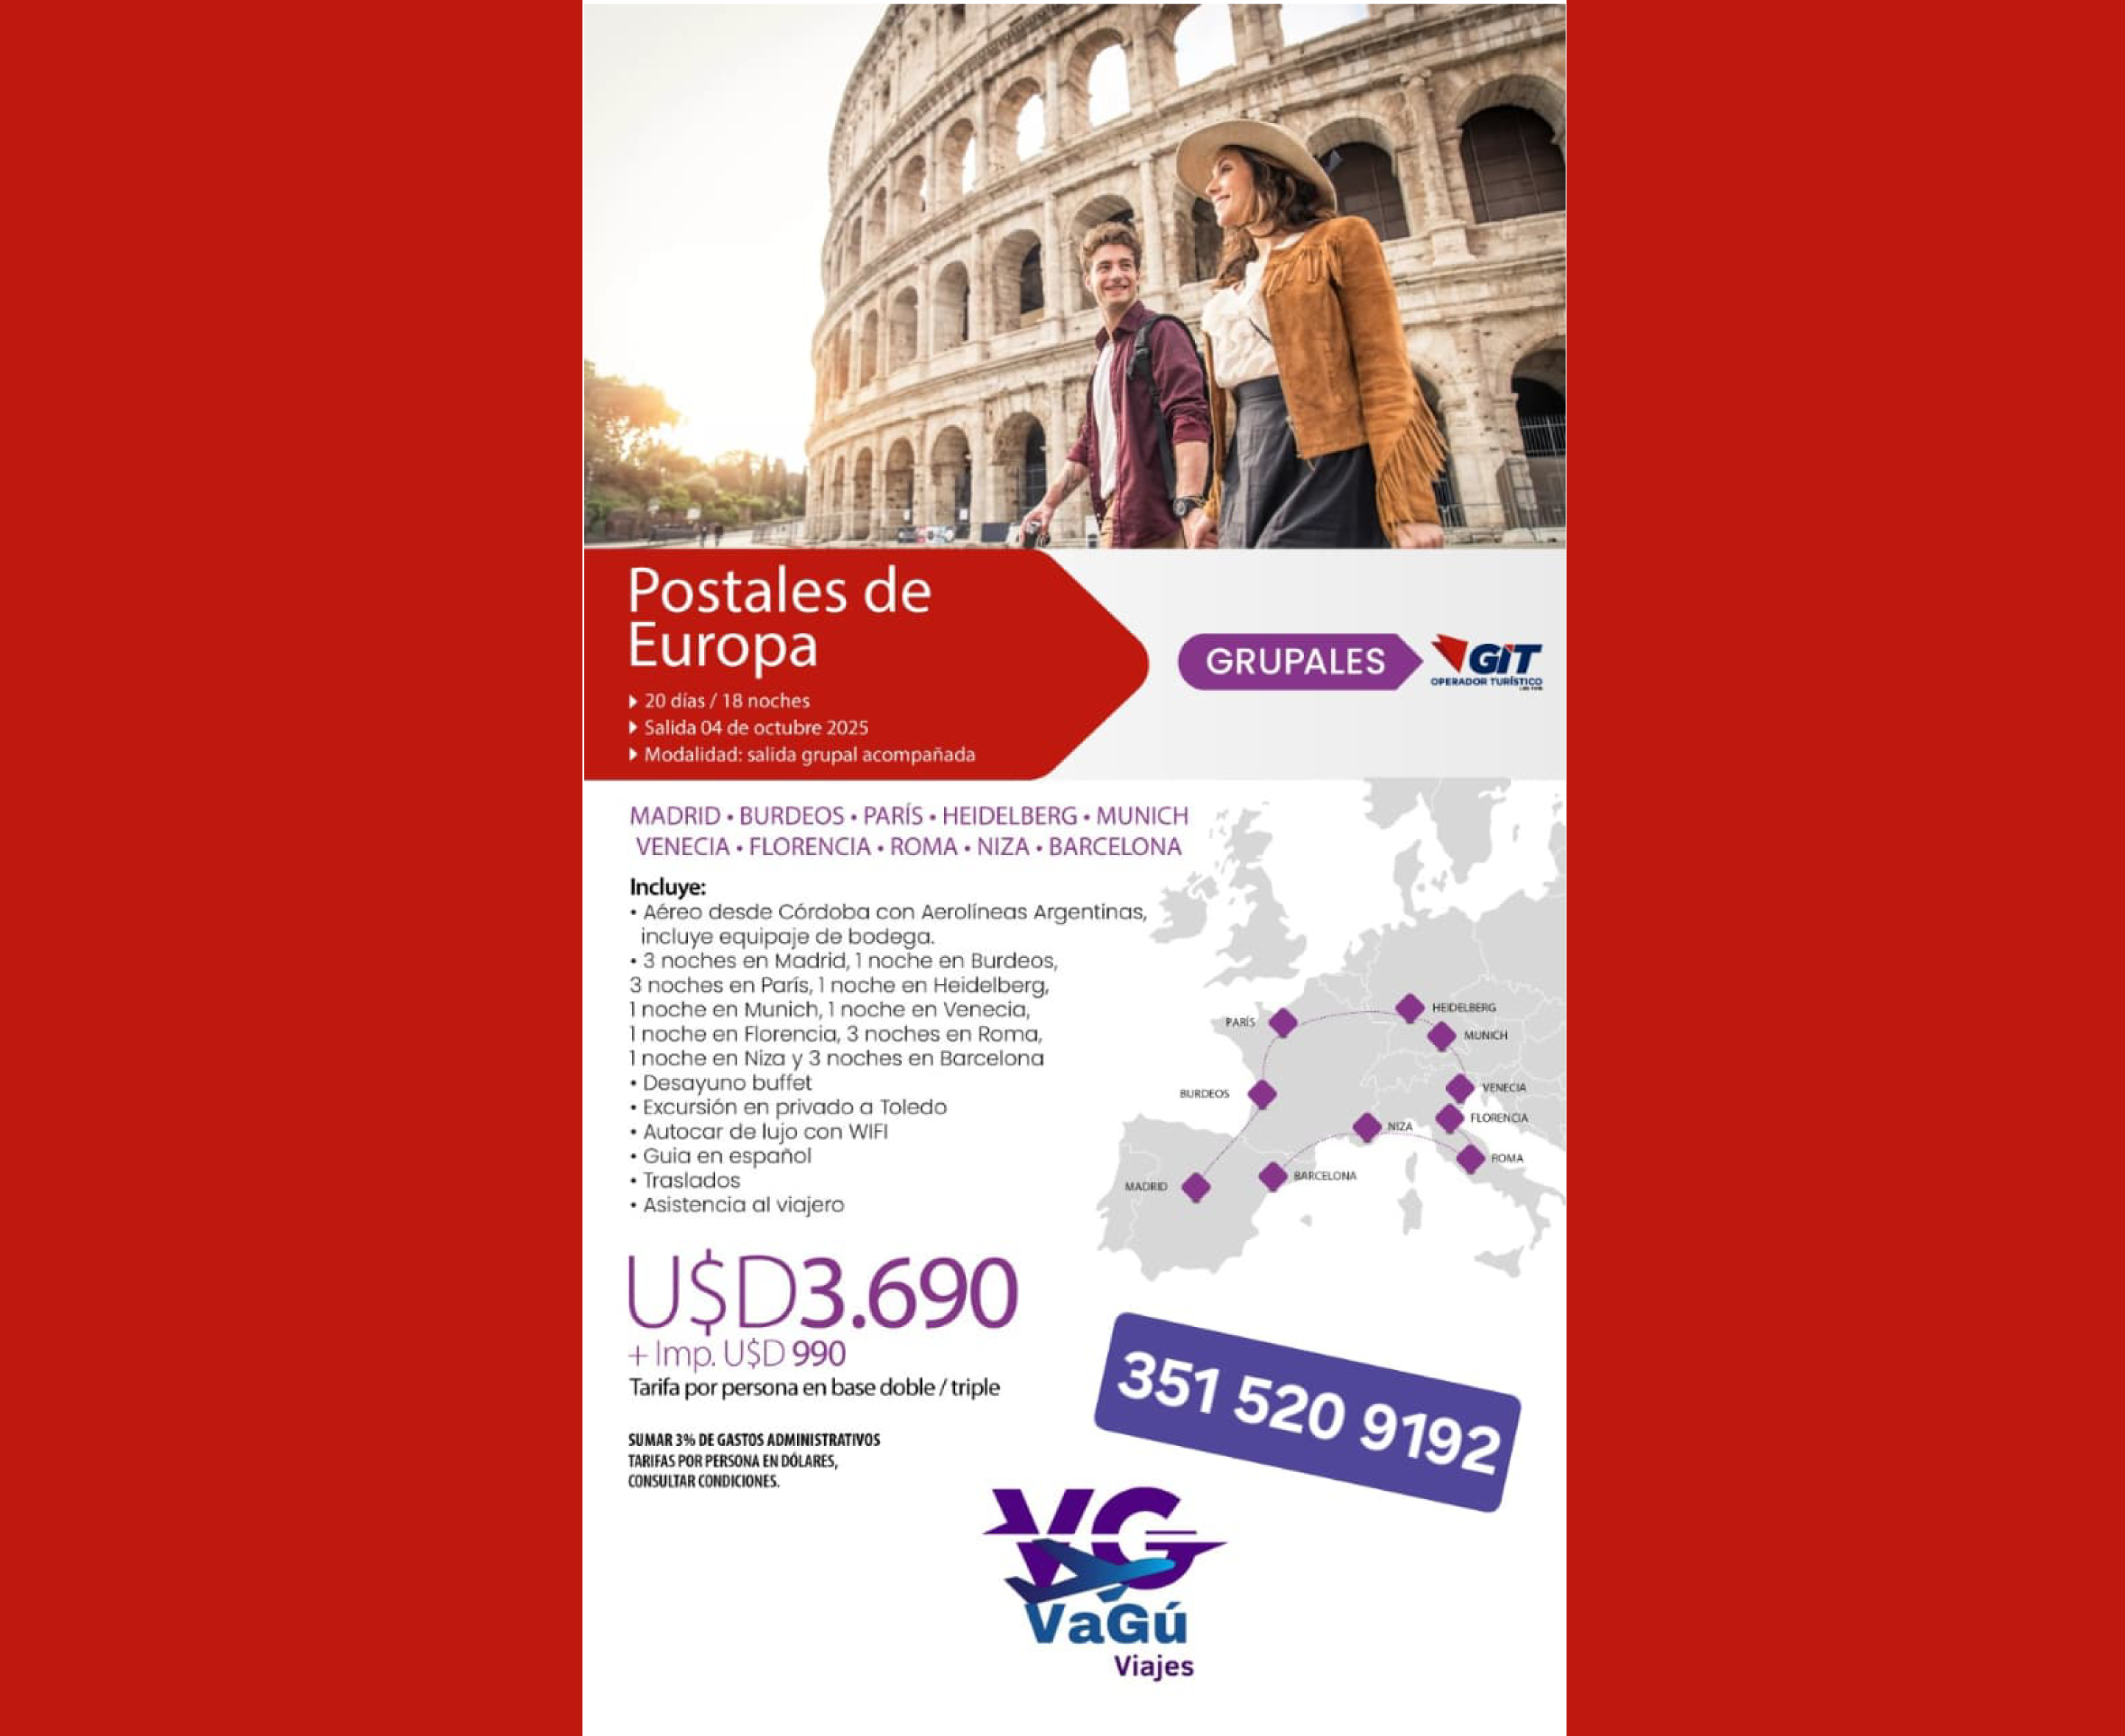 Postales de
Europa
20 días / 18 noches
Salida 04 de octubre 2025
Modalidad: salida grupal acompañada
GRUPALES
GIT
OPERADOR TURÍSTICO
MADRID • BURDEOS • PARÍS • HEIDELBERG • MUNICH
VENECIA • FLORENCIA • ROMA • NIZA • BARCELONA
Incluye:
• Aéreo desde Córdoba con Aerolíneas Argentinas,
incluye equipaje de bodega.
• 3 noches en Madrid, 1 noche en Burdeos,
3 noches en París, 1 noche en Heidelberg,
1 noche en Munich, 1 noche en Venecia,
1 noche en Florencia, 3 noches en Roma,
1 noche en Niza y 3 noches en Barcelona
• Desayuno buffet
• Excursión en privado a Toledo
• Autocar de lujo con WIFI
• Guia en español
• Traslados
• Asistencia al viajero
HEIDELBERG
PARÍS
MUNICH
VENECIA
BURDEOS
FLORENCIA
NIZA
ROMA
BARCELONA
MADRID
U$D3.690
+ Imp. U$D 990
Tarifa por persona en base doble / triple
SUMAR 3% DE GASTOS ADMINISTRATIVOS
TARIFAS POR PERSONA EN DÓLARES,
CONSULTAR CONDICIONES.
351 520 9192
VG
VaGú
Viajes